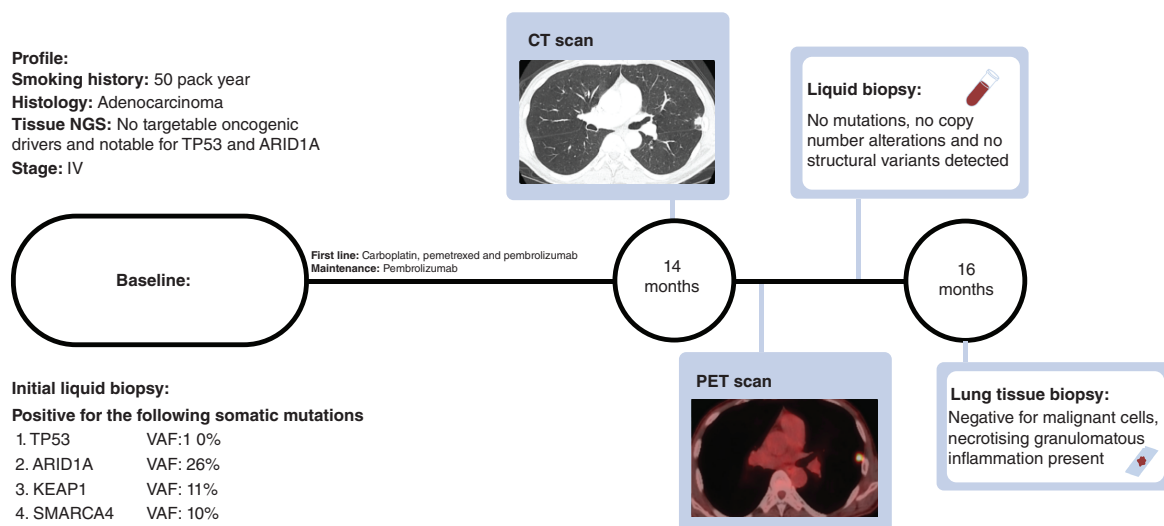 Profile:
Smoking history: 50 pack year
Histology: Adenocarcinoma
Tissue NGS: No targetable oncogenic
drivers and notable for TP53 and ARID1A
Stage: IV
CT scan
Liquid biopsy:
No mutations, no copy
number alterations and no
structural variants detected
Baseline:
First line: Carboplatin, pemetrexed and pembrolizumab
Maintenance: Pembrolizumab
14
months
16
months
Initial liquid biopsy:
Positive for the following somatic mutations
1. TP53 VAF:1 0%
2. ARID1A VAF: 26%
3. KEAP1 VAF: 11%
4. SMARCA4 VAF: 10%
PET scan
Lung tissue biopsy:
Negative for malignant cells,
necrotising granulomatous
inflammation present